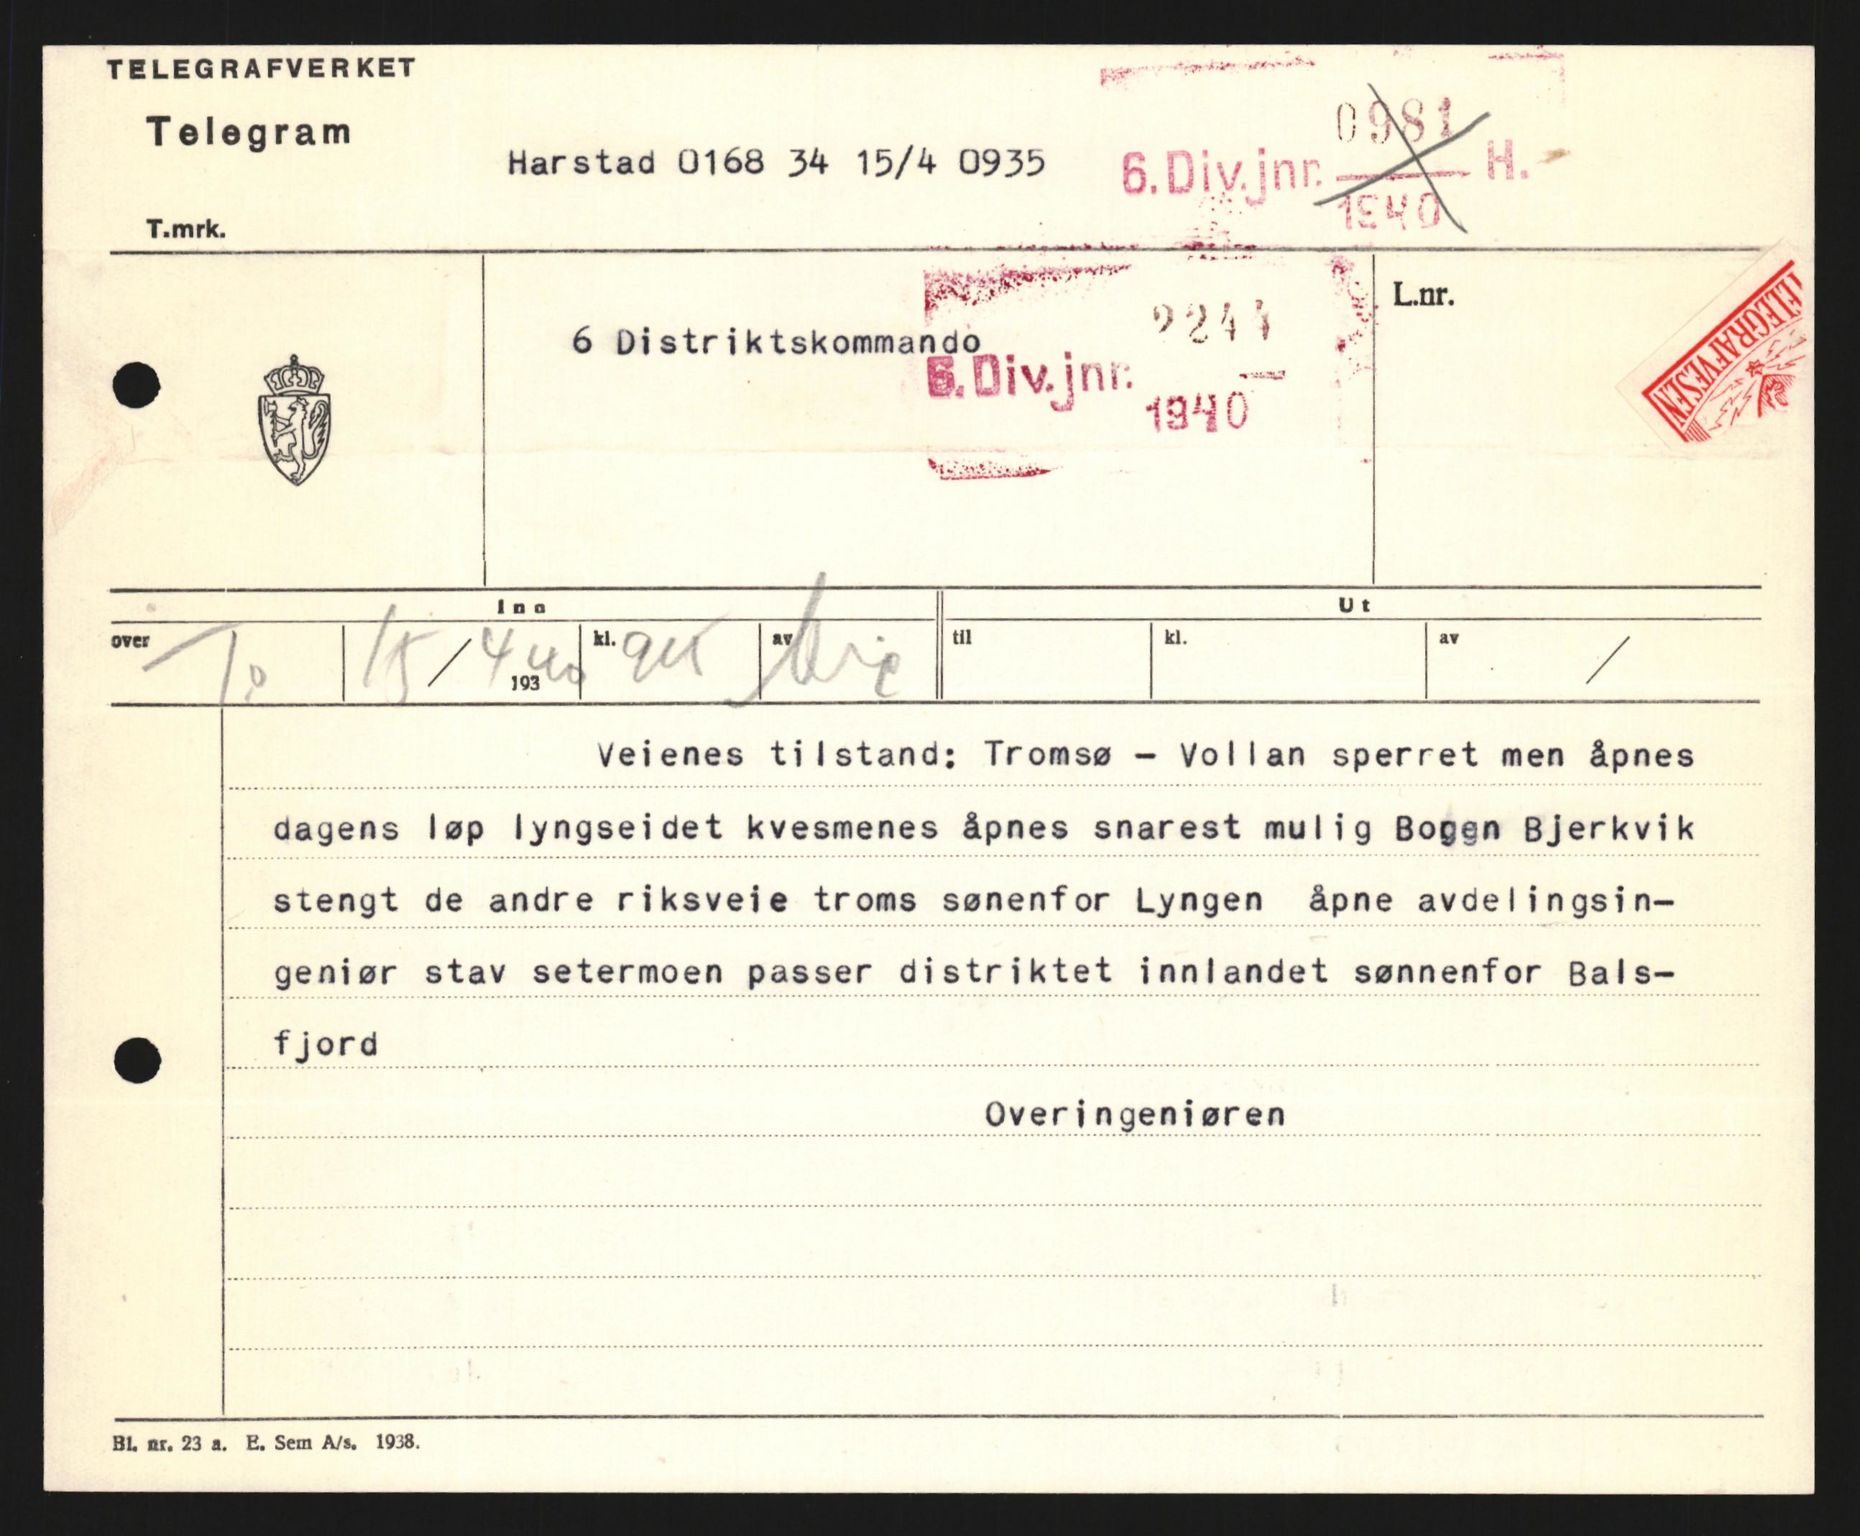 TELEGRAFVERKET
Telegram
Harstad 0168 34 15/4 0935
0981
6. Div. jnr. H.
1940
T.mrk.
L.nr.
TELEGRAFVESEN
6 Distriktskommando
6. Div. jnr.
1940
Inn
Ut
over
kl.
av
til
kl.
av
15/4 40
193
/
Veienes tilstand: Tromsø – Vollan sperret men åpnes
dagens løp lyngseidet kvesmenes åpnes snarest mulig Bogen Bjerkvik
stengt de andre riksveie troms sønenfor Lyngen åpne avdelingsin-
geniør stav setermoen passer distriktet innlandet sønnenfor Bals-
fjord
Overingeniøren
Bl. nr. 23 a. E. Sem A/s. 1938.